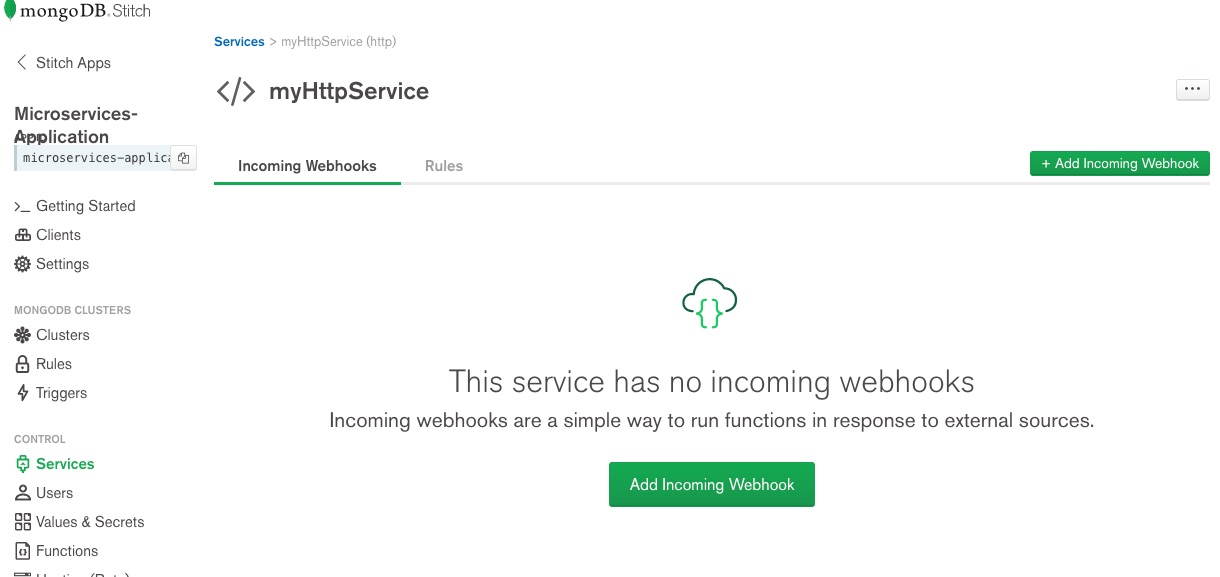 mongoDB. Stitch
Stitch Apps
Microservices-
Application
microservices-applica
Getting Started
Clients
Settings
MONGODB CLUSTERS
Clusters
Rules
Triggers
CONTROL
Services
Users
Values & Secrets
Functions
Services > myHttpService (http)
</> myHttpService
...
Incoming Webhooks Rules
+ Add Incoming Webhook
{}
This service has no incoming webhooks
Incoming webhooks are a simple way to run functions in response to external sources.
Add Incoming Webhook